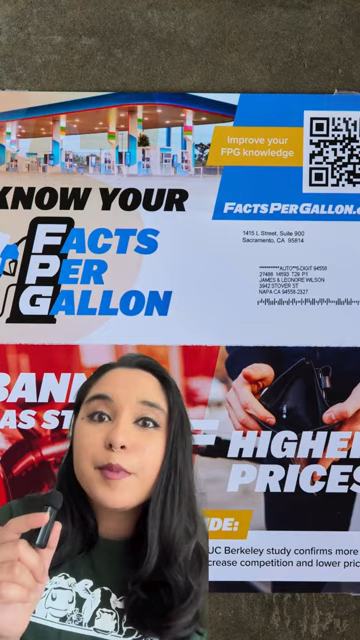 Improve your
FPG knowledge
FACTSPERGALLON.
KNOW YOUR
FACTS
PER
GALLON
1415 L Street, Suite 900
Sacramento, CA 95814
JAMES & LEONORE WILSON
3942 STOVER ST
NAPA CA 94558-2327
BANN
AS ST
=
HIGHE
PRICES
DE:
UC Berkeley study confirms more
crease competition and lower pric